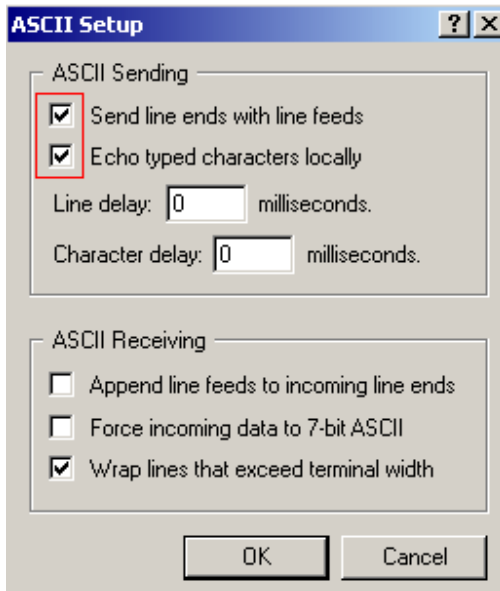 ASCII Setup
ASCII Sending
Send line ends with line feeds
Echo typed characters locally
Line delay: 0 milliseconds.
Character delay: 0 milliseconds.
ASCII Receiving
Append line feeds to incoming line ends
Force incoming data to 7-bit ASCII
Wrap lines that exceed terminal width
OK Cancel